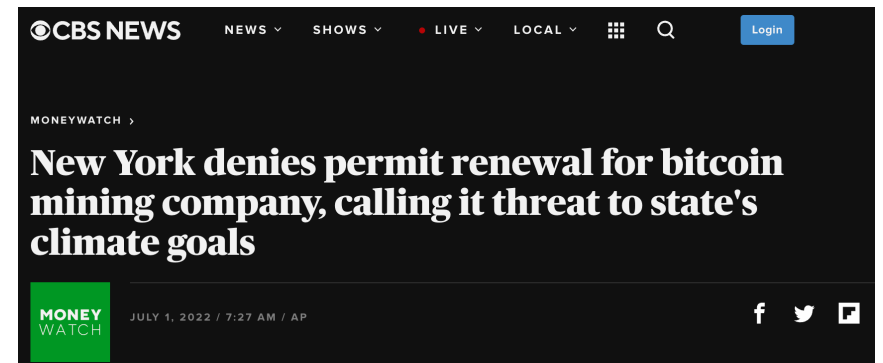 CBS NEWS NEWS SHOWS LIVE LOCAL Login
MONEYWATCH
New York denies permit renewal for bitcoin
mining company, calling it threat to state's
climate goals
MONEY
WATCH
JULY 1, 2022 / 7:27 AM / AP